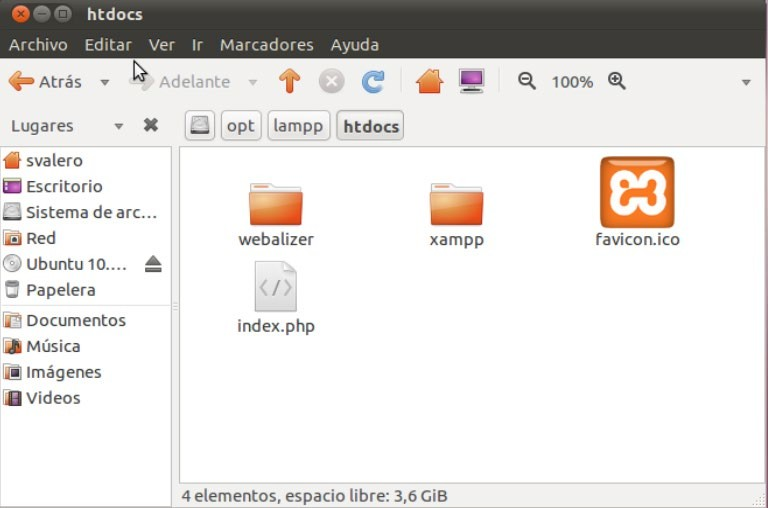 htdocs
Archivo Editar Ver Ir Marcadores Ayuda
Atrás Adelante 100%
Lugares opt lampp htdocs
svalero
Escritorio
Sistema de arc...
Red
Ubuntu 10....
Papelera
Documentos
Música
Imágenes
Videos
webalizer xampp favicon.ico
index.php
4 elementos, espacio libre: 3,6 GiB